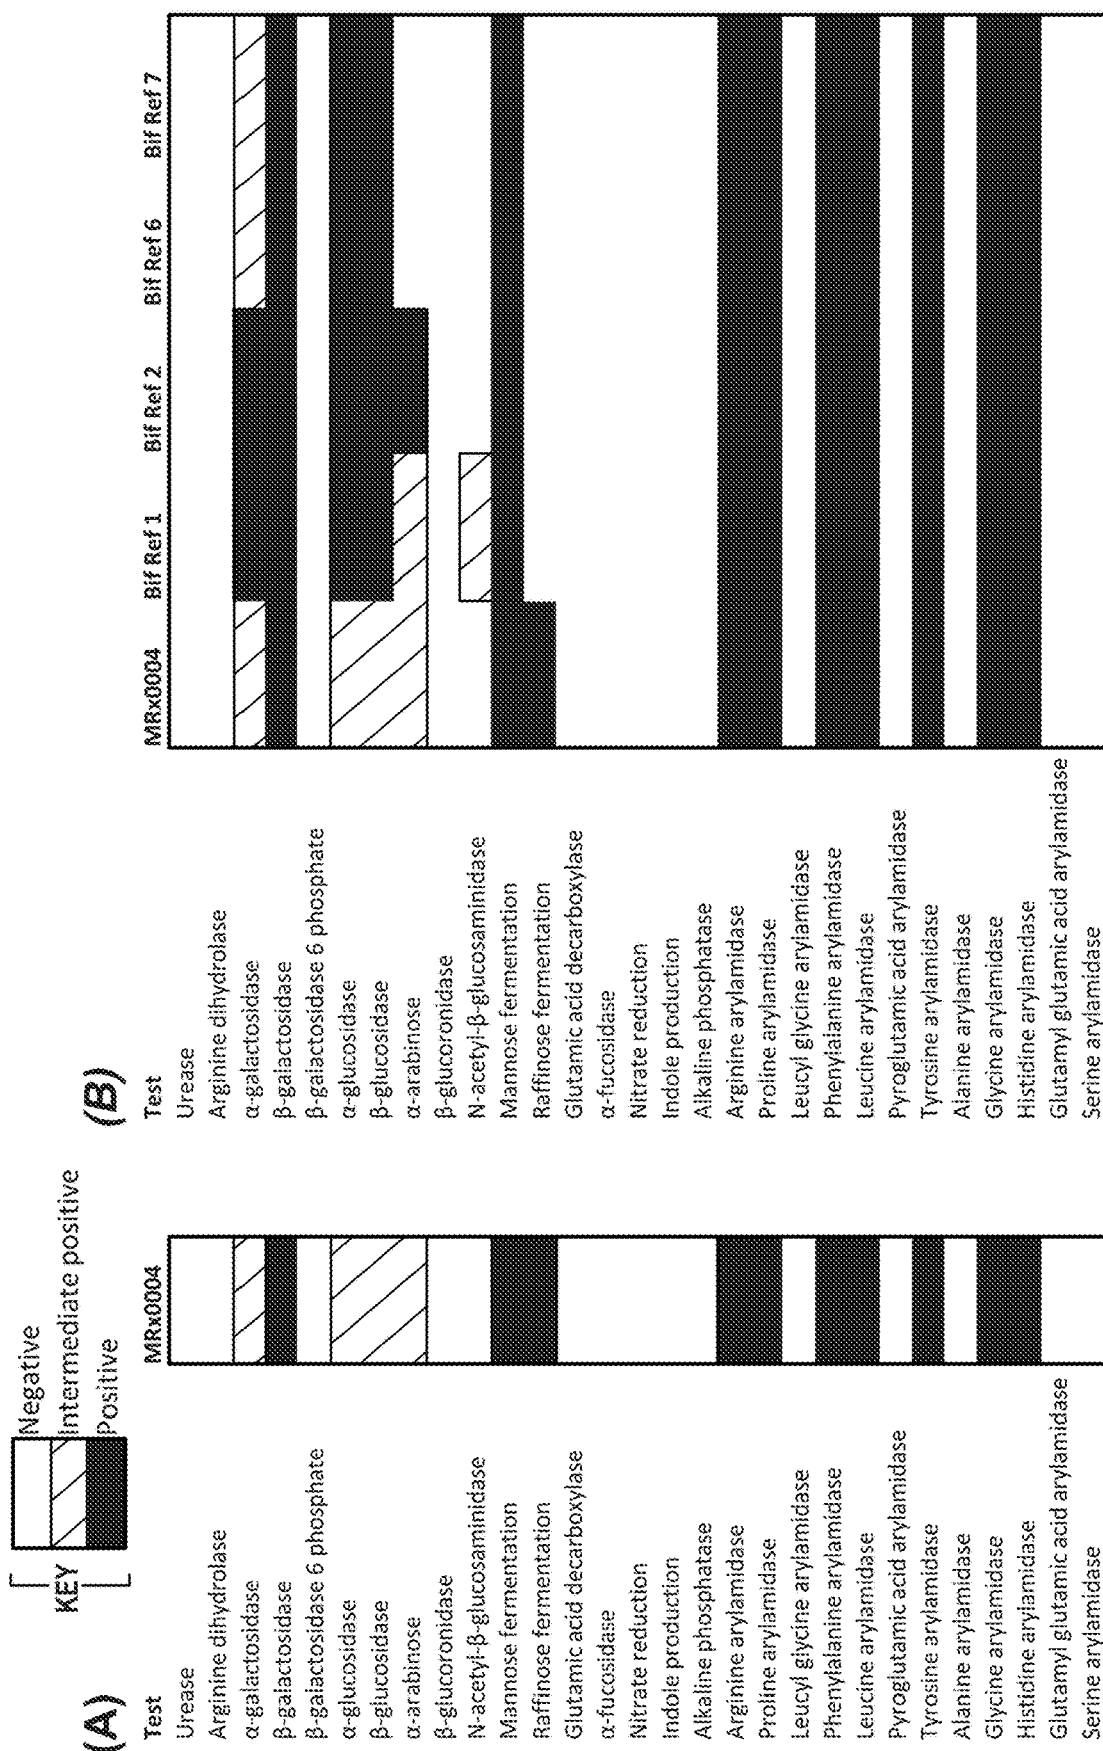 (A)
KEY
Negative
Intermediate positive
Positive
Test
MRx0004
Urease
Arginine dihydrolase
α-galactosidase
β-galactosidase
β-galactosidase 6 phosphate
α-glucosidase
β-glucosidase
α-arabinose
β-glucoronidase
N-acetyl-β-glucosaminidase
Mannose fermentation
Raffinose fermentation
Glutamic acid decarboxylase
α-fucosidase
Nitrate reduction
Indole production
Alkaline phosphatase
Arginine arylamidase
Proline arylamidase
Leucyl glycine arylamidase
Phenylalanine arylamidase
Leucine arylamidase
Pyroglutamic acid arylamidase
Tyrosine arylamidase
Alanine arylamidase
Glycine arylamidase
Histidine arylamidase
Glutamyl glutamic acid arylamidase
Serine arylamidase
(B)
Test
MRx0004 Bif Ref 1 Bif Ref 2 Bif Ref 6 Bif Ref 7
Urease
Arginine dihydrolase
α-galactosidase
β-galactosidase
β-galactosidase 6 phosphate
α-glucosidase
β-glucosidase
α-arabinose
β-glucoronidase
N-acetyl-β-glucosaminidase
Mannose fermentation
Raffinose fermentation
Glutamic acid decarboxylase
α-fucosidase
Nitrate reduction
Indole production
Alkaline phosphatase
Arginine arylamidase
Proline arylamidase
Leucyl glycine arylamidase
Phenylalanine arylamidase
Leucine arylamidase
Pyroglutamic acid arylamidase
Tyrosine arylamidase
Alanine arylamidase
Glycine arylamidase
Histidine arylamidase
Glutamyl glutamic acid arylamidase
Serine arylamidase